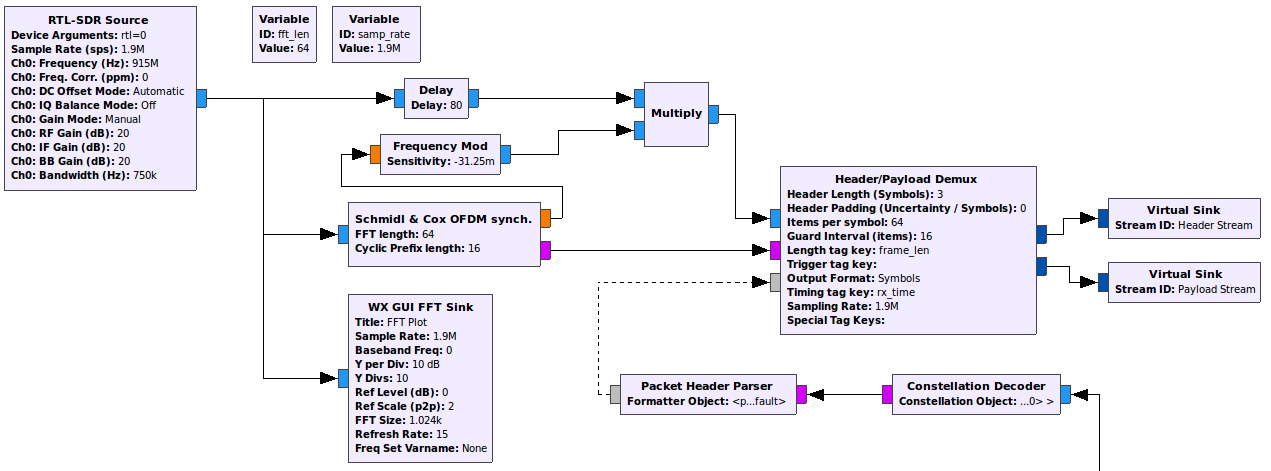 RTL-SDR Source
Device Arguments: rtl=0
Sample Rate (sps): 1.9M
Ch0: Frequency (Hz): 915M
Ch0: Freq. Corr. (ppm): 0
Ch0: DC Offset Mode: Automatic
Ch0: IQ Balance Mode: Off
Ch0: Gain Mode: Manual
Ch0: RF Gain (dB): 20
Ch0: IF Gain (dB): 20
Ch0: BB Gain (dB): 20
Ch0: Bandwidth (Hz): 750k
Variable
ID: fft_len
Value: 64
Variable
ID: samp_rate
Value: 1.9M
Delay
Delay: 80
Multiply
Frequency Mod
Sensitivity: -31.25m
Schmidl & Cox OFDM synch.
FFT length: 64
Cyclic Prefix length: 16
WX GUI FFT Sink
Title: FFT Plot
Sample Rate: 1.9M
Baseband Freq: 0
Y per Div: 10 dB
Y Divs: 10
Ref Level (dB): 0
Ref Scale (p2p): 2
FFT Size: 1.024k
Refresh Rate: 15
Freq Set Varname: None
Header/Payload Demux
Header Length (Symbols): 3
Header Padding (Uncertainty / Symbols): 0
Items per symbol: 64
Guard Interval (items): 16
Length tag key: frame_len
Trigger tag key:
Output Format: Symbols
Timing tag key: rx_time
Sampling Rate: 1.9M
Special Tag Keys:
Virtual Sink
Stream ID: Header Stream
Virtual Sink
Stream ID: Payload Stream
Packet Header Parser
Formatter Object: <p...fault>
Constellation Decoder
Constellation Object: ...0> >